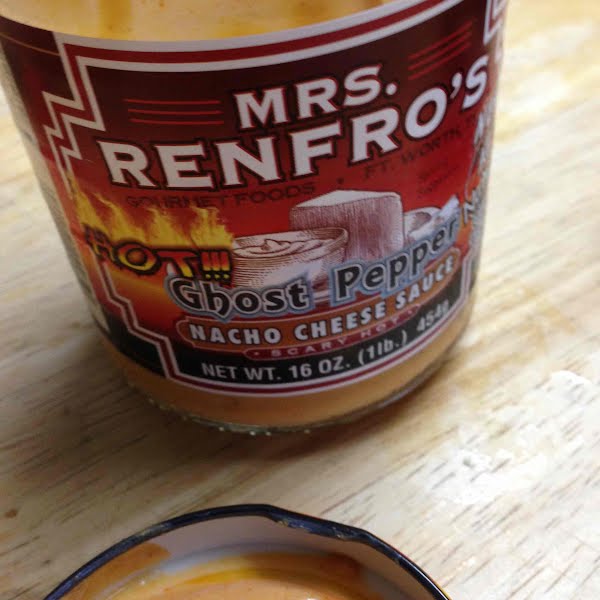 MRS.
RENFRO'S
GOURMET FOODS • FT. WORTH, T
HOT!!!
Ghost Pepper
NACHO CHEESE SAUCE
• SCARY HOT •
NET WT. 16 OZ. (1lb.) 454g